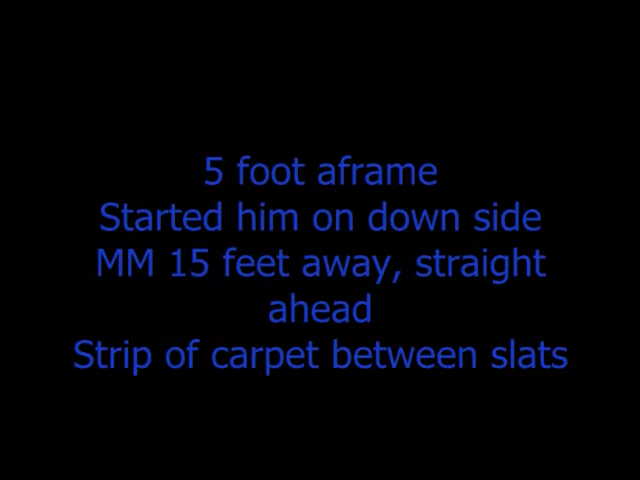 5 foot aframe
Started him on down side
MM 15 feet away, straight
ahead
Strip of carpet between slats